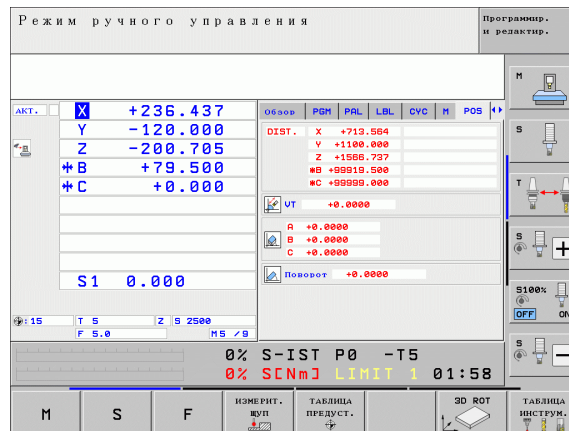 Режим ручного управления
Программир.
и редактир.
АКТ.
X +236.437
Y -120.000
Z -200.705
B +79.500
C +0.000
S1 0.000
Обзор PGM PAL LBL CYC M POS
DIST. X +713.564
Y +1100.000
Z +1586.737
*B +99919.500
*C +99999.000
VT +0.0000
A +0.0000
B +0.0000
C +0.0000
Поворот +0.0000
:15 T 5 Z S 2500
F 5.0 M5 /9
0% S-IST P0 -T5
0% S[Nm] LIMIT 1 01:58
M
S
T
S
+
S100%
OFF ON
S
-
M
S
F
ИЗМЕРИТ.
ЩУП
ТАБЛИЦА
ПРЕДУСТ.
3D ROT
ТАБЛИЦА
ИНСТРУМ.